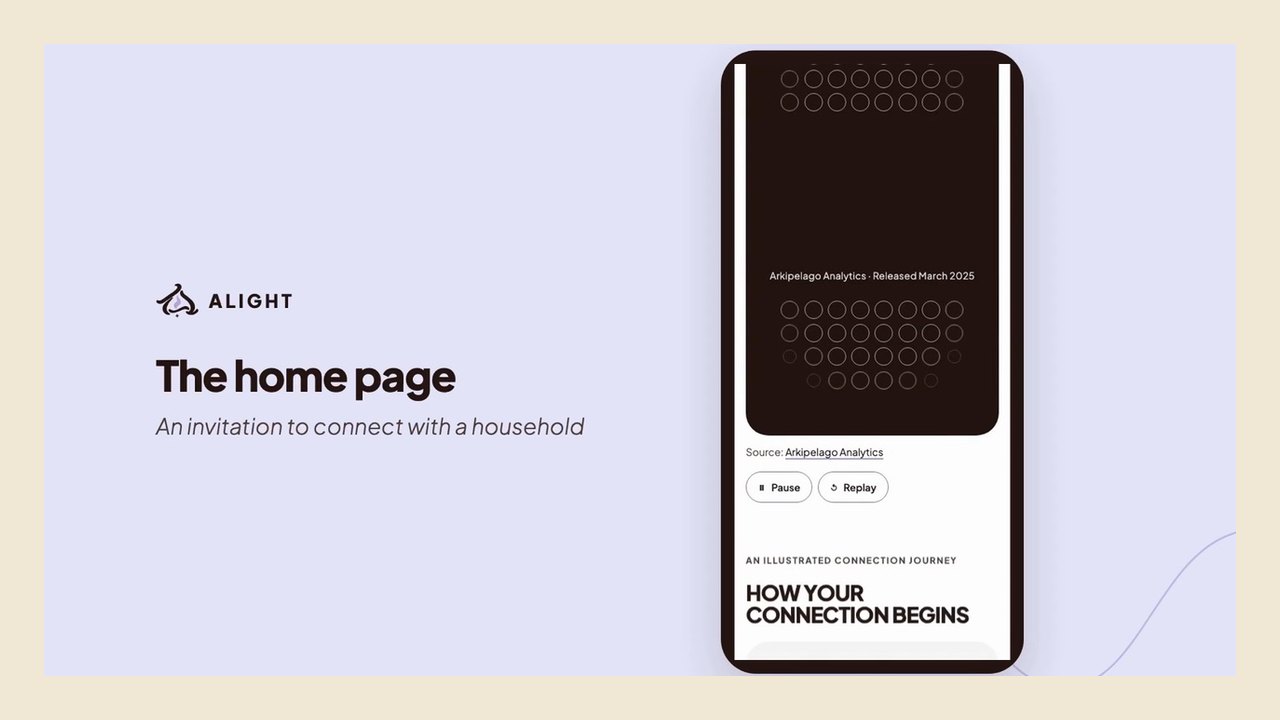 ALIGHT
The home page
An invitation to connect with a household
Arkipelago Analytics · Released March 2025
Source: Arkipelago Analytics
Pause
Replay
AN ILLUSTRATED CONNECTION JOURNEY
HOW YOUR
CONNECTION BEGINS